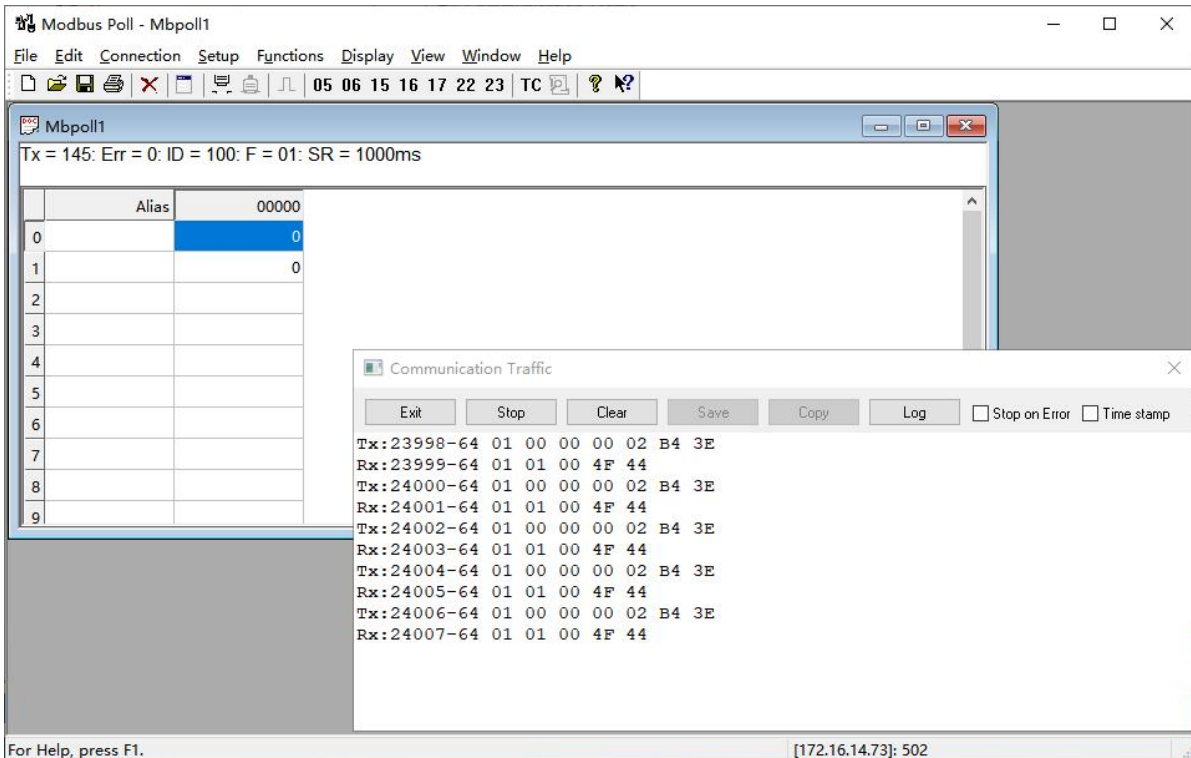 Modbus Poll - Mbpoll1
File Edit Connection Setup Functions Display View Window Help
05 06 15 16 17 22 23 TC
Mbpoll1
Tx = 145: Err = 0: ID = 100: F = 01: SR = 1000ms
Alias 00000
0 0
1 0
2
3
4
5
6
7
8
9
Communication Traffic
Exit Stop Clear Save Copy Log Stop on Error Time stamp
Tx:23998-64 01 00 00 00 02 B4 3E
Rx:23999-64 01 01 00 4F 44
Tx:24000-64 01 00 00 00 02 B4 3E
Rx:24001-64 01 01 00 4F 44
Tx:24002-64 01 00 00 00 02 B4 3E
Rx:24003-64 01 01 00 4F 44
Tx:24004-64 01 00 00 00 02 B4 3E
Rx:24005-64 01 01 00 4F 44
Tx:24006-64 01 00 00 00 02 B4 3E
Rx:24007-64 01 01 00 4F 44
For Help, press F1.
[172.16.14.73]: 502